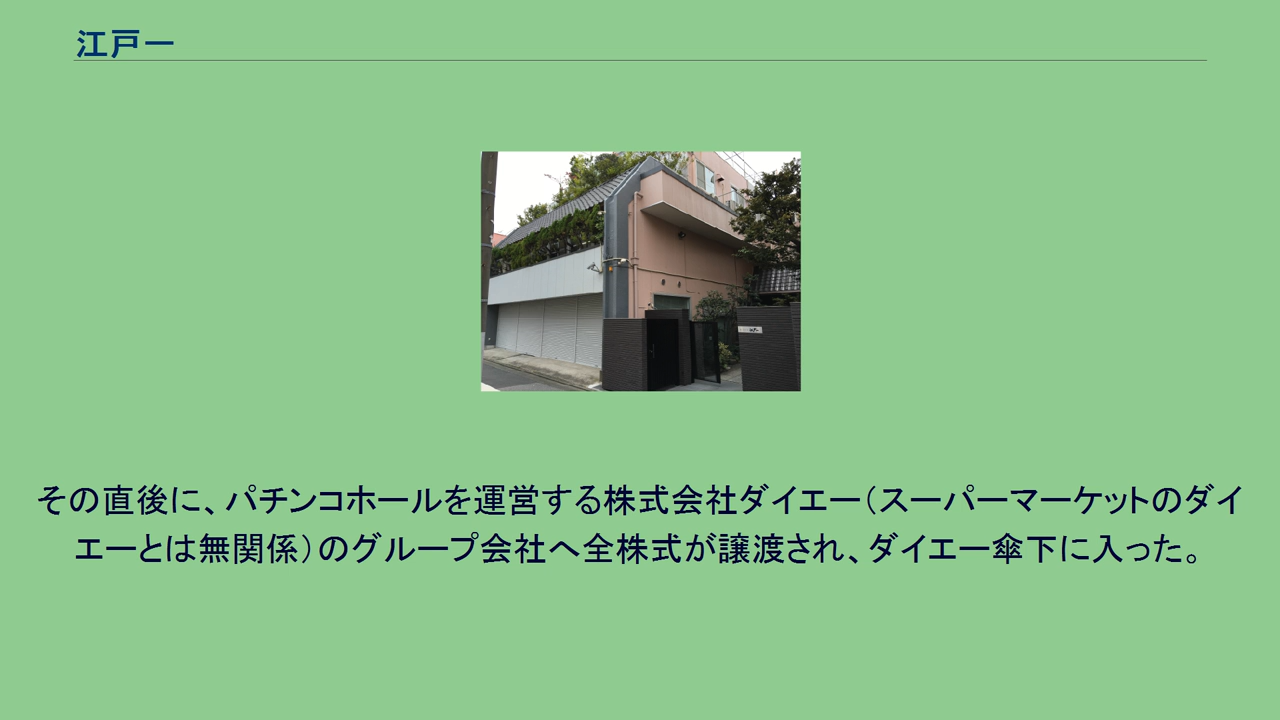 江戸一
その直後に、パチンコホールを運営する株式会社ダイエー（スーパーマーケットのダイ
エーとは無関係）のグループ会社へ全株式が譲渡され、ダイエー傘下に入った。